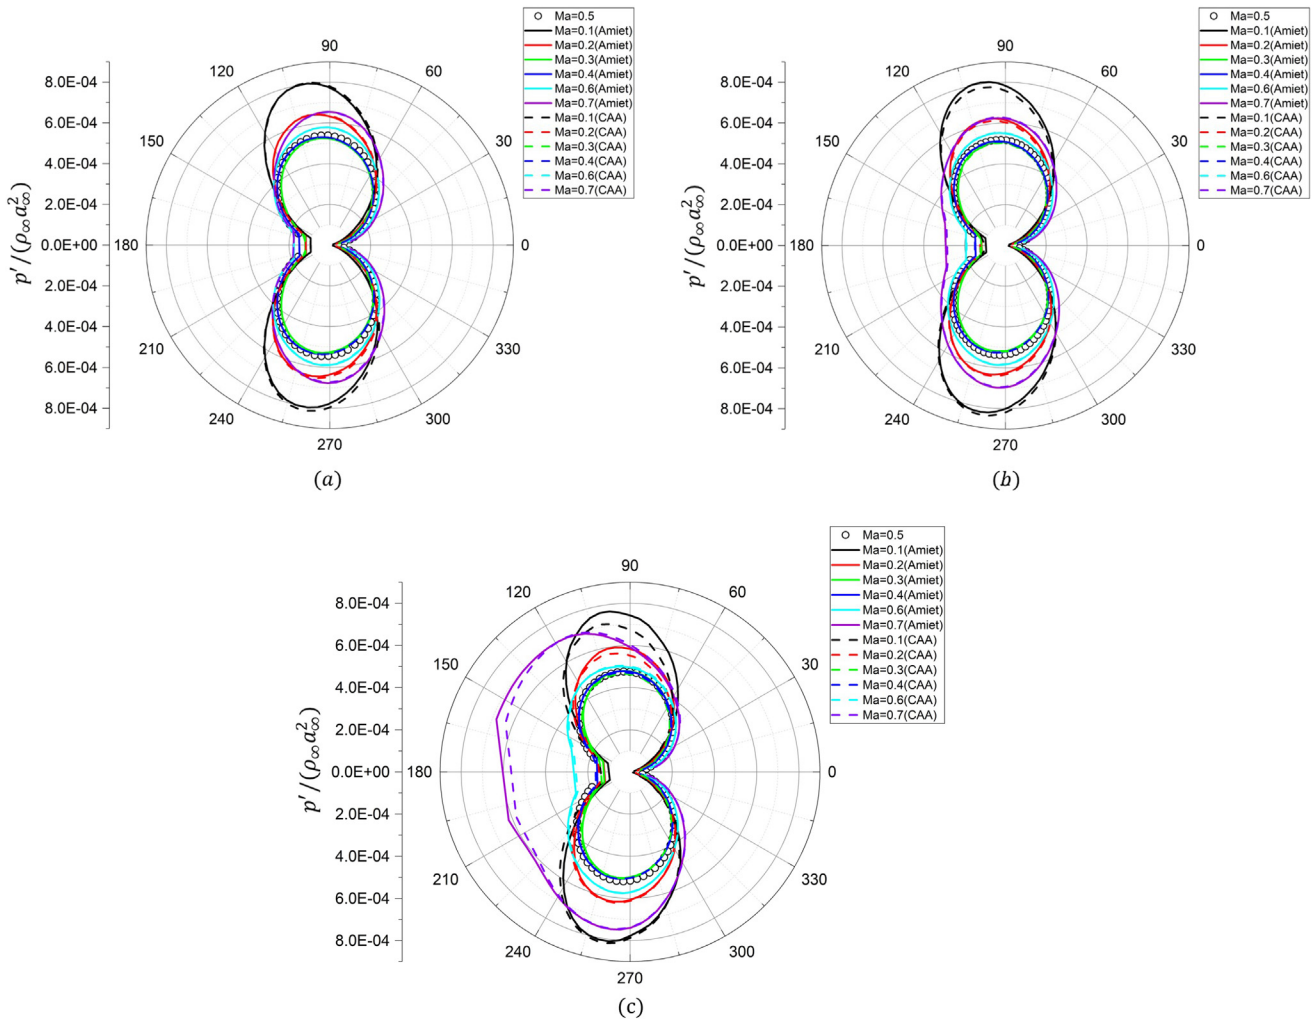 Ma=0.5
Ma=0.1(Amiet)
Ma=0.2(Amiet)
Ma=0.3(Amiet)
Ma=0.4(Amiet)
Ma=0.6(Amiet)
Ma=0.7(Amiet)
Ma=0.1(CAA)
Ma=0.2(CAA)
Ma=0.3(CAA)
Ma=0.4(CAA)
Ma=0.6(CAA)
Ma=0.7(CAA)
90
120
60
150
30
180
0
210
330
240
300
270
8.0E-04
6.0E-04
4.0E-04
2.0E-04
0.0E+00
2.0E-04
4.0E-04
6.0E-04
8.0E-04
p′/(ρ∞a∞²)
(a)
Ma=0.5
Ma=0.1(Amiet)
Ma=0.2(Amiet)
Ma=0.3(Amiet)
Ma=0.4(Amiet)
Ma=0.6(Amiet)
Ma=0.7(Amiet)
Ma=0.1(CAA)
Ma=0.2(CAA)
Ma=0.3(CAA)
Ma=0.4(CAA)
Ma=0.6(CAA)
Ma=0.7(CAA)
90
120
60
150
30
180
0
210
330
240
300
270
8.0E-04
6.0E-04
4.0E-04
2.0E-04
0.0E+00
2.0E-04
4.0E-04
6.0E-04
8.0E-04
p′/(ρ∞a∞²)
(b)
Ma=0.5
Ma=0.1(Amiet)
Ma=0.2(Amiet)
Ma=0.3(Amiet)
Ma=0.4(Amiet)
Ma=0.6(Amiet)
Ma=0.7(Amiet)
Ma=0.1(CAA)
Ma=0.2(CAA)
Ma=0.3(CAA)
Ma=0.4(CAA)
Ma=0.6(CAA)
Ma=0.7(CAA)
90
120
60
150
30
180
0
210
330
240
300
270
8.0E-04
6.0E-04
4.0E-04
2.0E-04
0.0E+00
2.0E-04
4.0E-04
6.0E-04
8.0E-04
p′/(ρ∞a∞²)
(c)